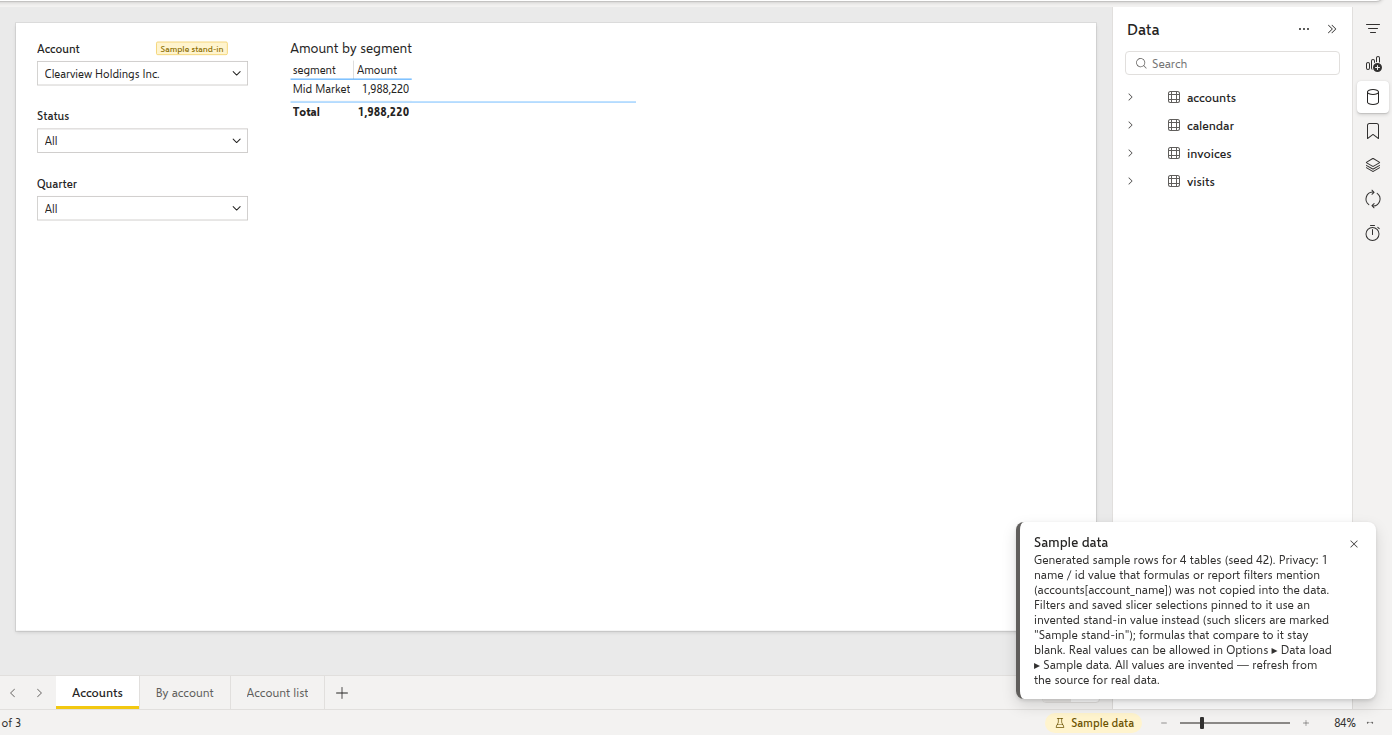 Account
Sample stand-in
Clearview Holdings Inc.
Status
All
Quarter
All
Amount by segment
segment Amount
Mid Market 1,988,220
Total 1,988,220
Data
Search
accounts
calendar
invoices
visits
Sample data
Generated sample rows for 4 tables (seed 42). Privacy: 1
name / id value that formulas or report filters mention
(accounts[account_name]) was not copied into the data.
Filters and saved slicer selections pinned to it use an
invented stand-in value instead (such slicers are marked
"Sample stand-in"); formulas that compare to it stay
blank. Real values can be allowed in Options ▸ Data load
▸ Sample data. All values are invented — refresh from
the source for real data.
Accounts By account Account list
of 3
Sample data
84%